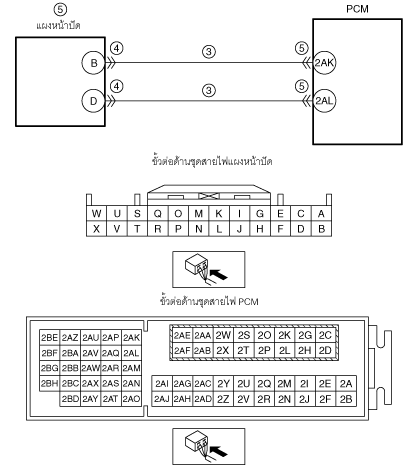 ⑤
PCM
แผงหน้าปัด
B ④ ③ ⑤ 2AK
D ④ ③ ⑤ 2AL
ขั้วต่อด้านชุดสายไฟแผงหน้าปัด
W U S Q O M K I G E C A
X V T R P N L J H F D B
ขั้วต่อด้านชุดสายไฟ PCM
2BE 2AZ 2AU 2AP 2AK 2AE 2AA 2W 2S 2O 2K 2G 2C
2BF 2BA 2AV 2AQ 2AL 2AF 2AB 2X 2T 2P 2L 2H 2D
2BG 2BB 2AW 2AR 2AM
2BH 2BC 2AX 2AS 2AN 2AI 2AG 2AC 2Y 2U 2Q 2M 2I 2E 2A
2BD 2AY 2AT 2AO 2AJ 2AH 2AD 2Z 2V 2R 2N 2J 2F 2B